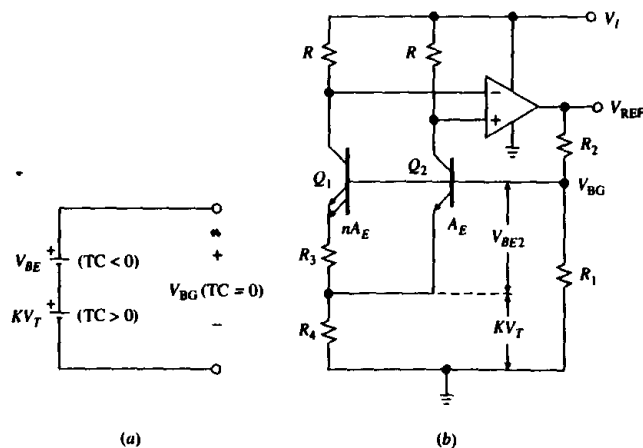 V_I
R
R
−
+
V_REF
R_2
Q_1
Q_2
V_BG
nA_E
A_E
V_BE2
R_3
R_1
R_4
KV_T
V_BE
+
(TC < 0)
+
V_BG (TC = 0)
KV_T
+
(TC > 0)
−
(a)
(b)